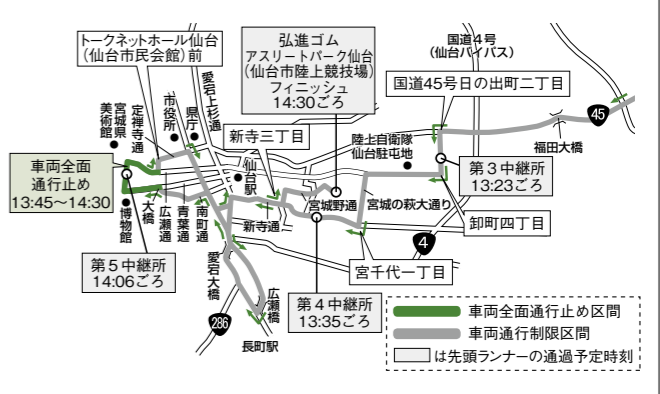 トークネットホール仙台
(仙台市民会館)前
弘進ゴム
アスリートパーク仙台
(仙台市陸上競技場)
フィニッシュ
14:30ごろ
国道4号
(仙台バイパス)
国道45号日の出町二丁目
45
福田大橋
愛宕上杉通
県庁
市役所
定禅寺通
宮城県
美術館
新寺三丁目
仙台駅
陸上自衛隊
仙台駐屯地
第3中継所
13:23ごろ
車両全面
通行止め
13:45〜14:30
博物館
大橋
広瀬通
青葉通
南町通
新寺通
宮城野通
宮城の萩大通り
卸町四丁目
4
宮千代一丁目
第5中継所
14:06ごろ
愛宕大橋
広瀬橋
第4中継所
13:35ごろ
286
長町駅
車両全面通行止め区間
車両通行制限区間
は先頭ランナーの通過予定時刻